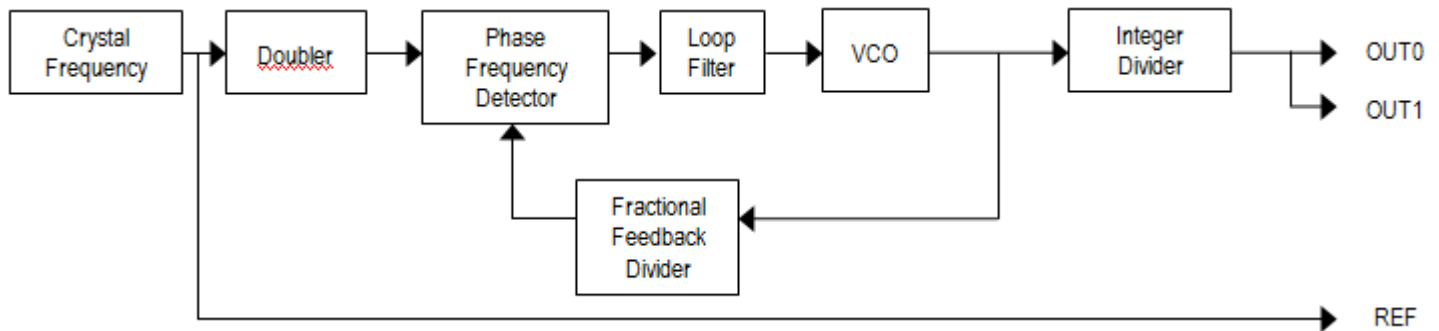 Crystal
Frequency
Doubler
Phase
Frequency
Detector
Loop
Filter
VCO
Integer
Divider
OUT0
OUT1
Fractional
Feedback
Divider
REF